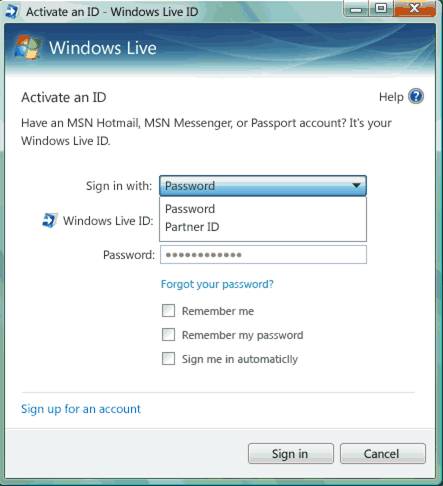 Activate an ID - Windows Live ID
Windows Live
Activate an ID
Help ?
Have an MSN Hotmail, MSN Messenger, or Passport account? It's your
Windows Live ID.
Sign in with: Password
Password
Windows Live ID:
Partner ID
Password: ••••••••••••
Forgot your password?
Remember me
Remember my password
Sign me in automaticlly
Sign up for an account
Sign in
Cancel